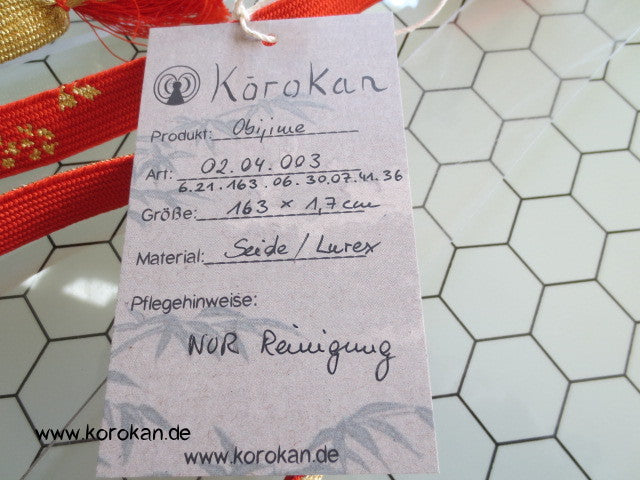 KōroKan
Produkt: Obijime
Art: 02.04.003
6.21.163.06.30.07.41.36
Größe: 163 x 1,7 cm
Material: Seide / Lurex
Pflegehinweise:
NUR Reinigung
www.korokan.de
www.korokan.de